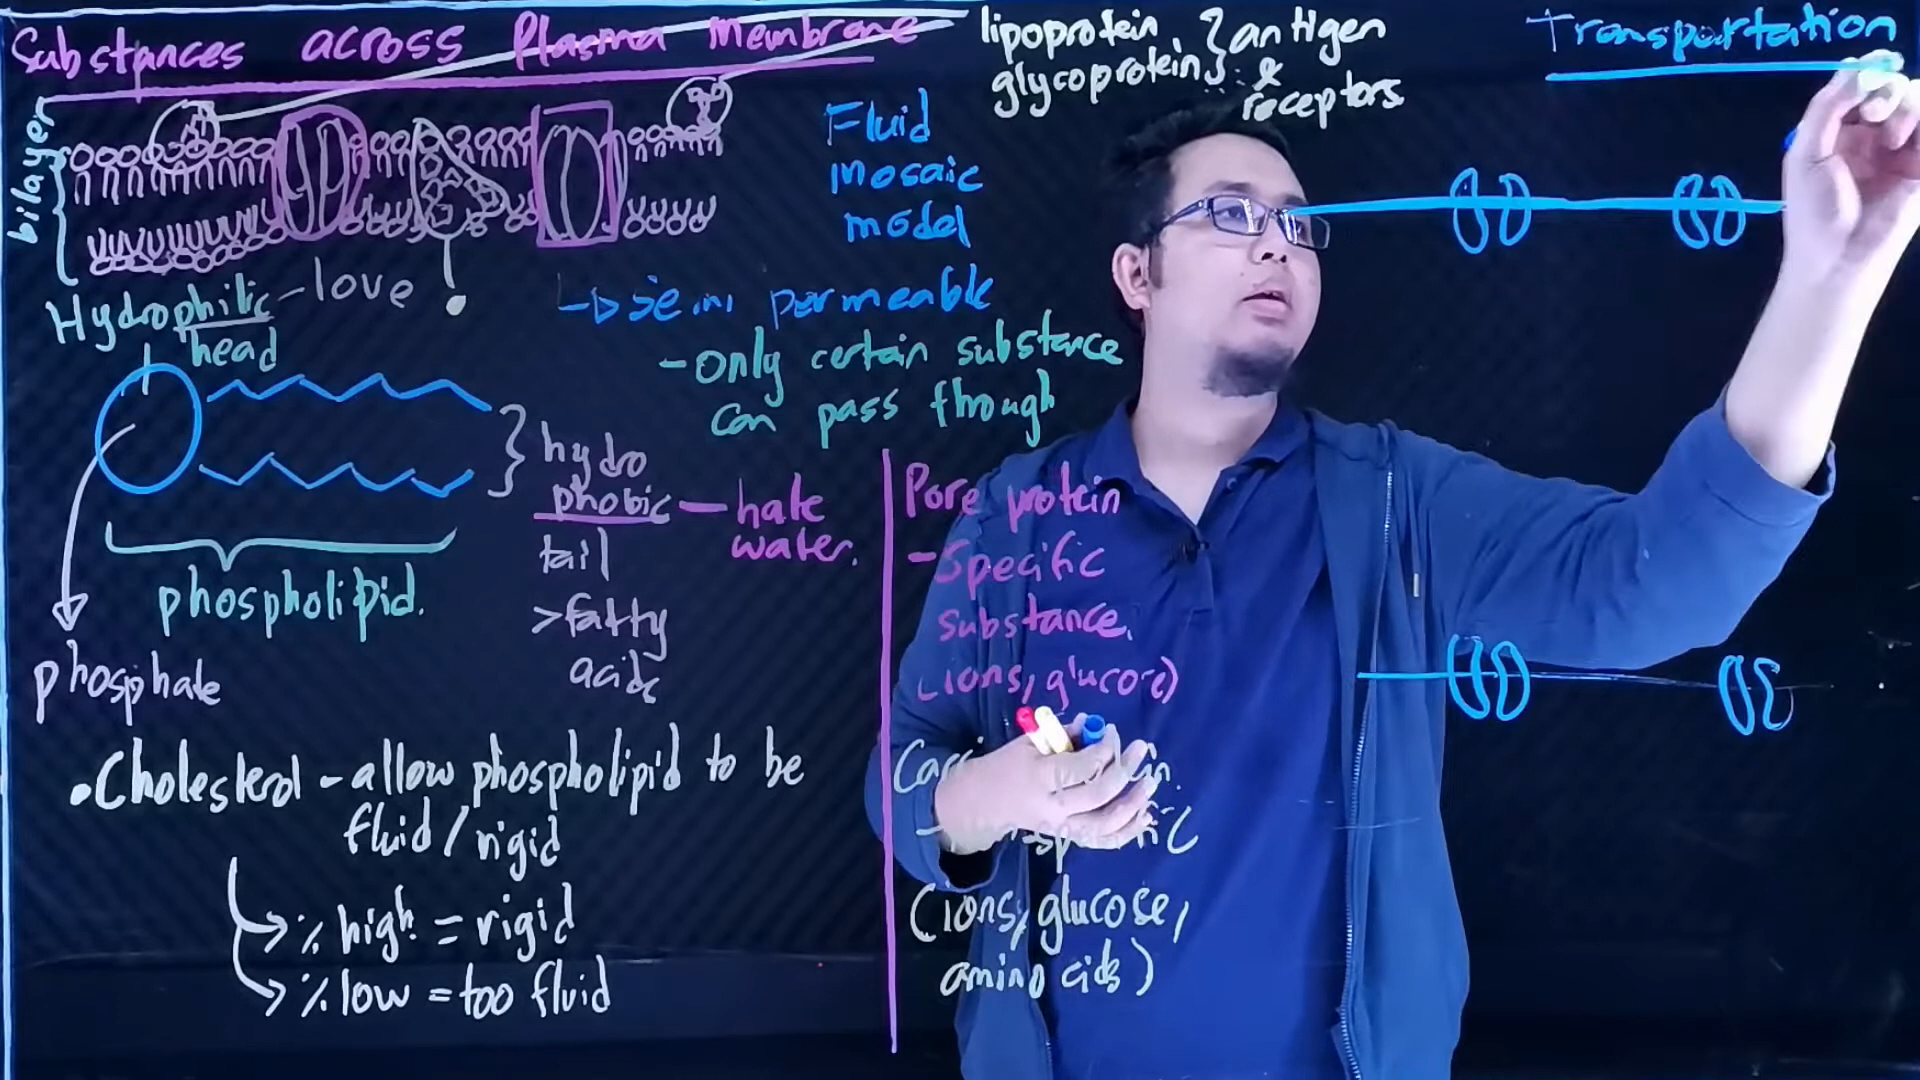 Substances across Plasma Membrane
lipoprotein
glycoprotein
antigen
&
receptors
Transportation
bilayer
Fluid
mosaic
model
Hydrophilic - love
head
semi permeable
- only certain substance
can pass through
hydro
phobic - hate
water.
tail
> fatty
acids
phospholipid.
phosphate
Pore protein
- Specific
substance.
(ions, glucose)
• Cholesterol - allow phospholipid to be
fluid / rigid
% high = rigid
% low = too fluid
(ions, glucose,
amino acids)